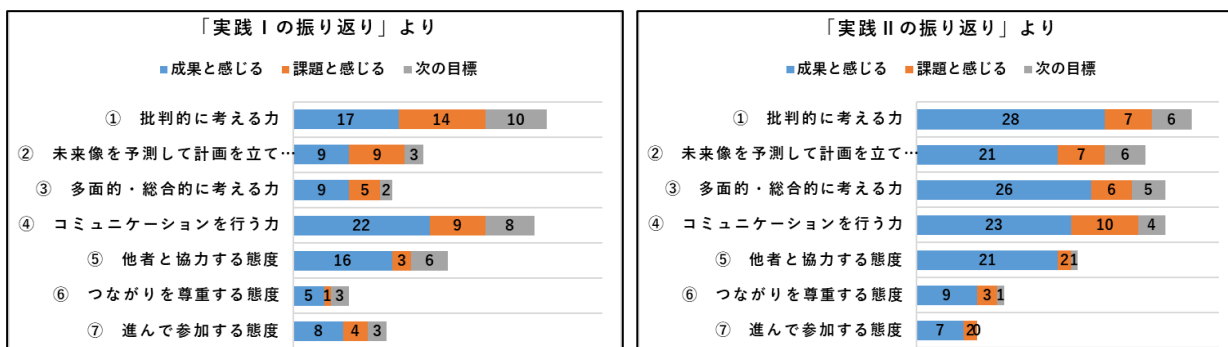 「実践Ⅰの振り返り」より
成果と感じる 課題と感じる 次の目標
① 批判的に考える力 17 14 10
② 未来像を予測して計画を立て… 9 9 3
③ 多面的・総合的に考える力 9 5 2
④ コミュニケーションを行う力 22 9 8
⑤ 他者と協力する態度 16 3 6
⑥ つながりを尊重する態度 5 1 3
⑦ 進んで参加する態度 8 4 3
「実践Ⅱの振り返り」より
成果と感じる 課題と感じる 次の目標
① 批判的に考える力 28 7 6
② 未来像を予測して計画を立て… 21 7 6
③ 多面的・総合的に考える力 26 6 5
④ コミュニケーションを行う力 23 10 4
⑤ 他者と協力する態度 21 2 1
⑥ つながりを尊重する態度 9 3 1
⑦ 進んで参加する態度 7 2 0